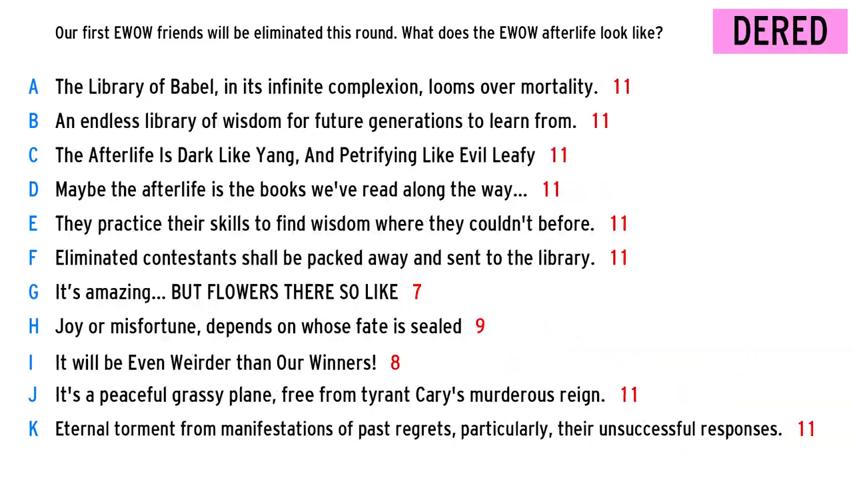 Our first EWOW friends will be eliminated this round. What does the EWOW afterlife look like?
DERED
A The Library of Babel, in its infinite complexion, looms over mortality. 11
B An endless library of wisdom for future generations to learn from. 11
C The Afterlife Is Dark Like Yang, And Petrifying Like Evil Leafy 11
D Maybe the afterlife is the books we've read along the way... 11
E They practice their skills to find wisdom where they couldn't before. 11
F Eliminated contestants shall be packed away and sent to the library. 11
G It’s amazing... BUT FLOWERS THERE SO LIKE 7
H Joy or misfortune, depends on whose fate is sealed 9
I It will be Even Weirder than Our Winners! 8
J It's a peaceful grassy plane, free from tyrant Cary's murderous reign. 11
K Eternal torment from manifestations of past regrets, particularly, their unsuccessful responses. 11